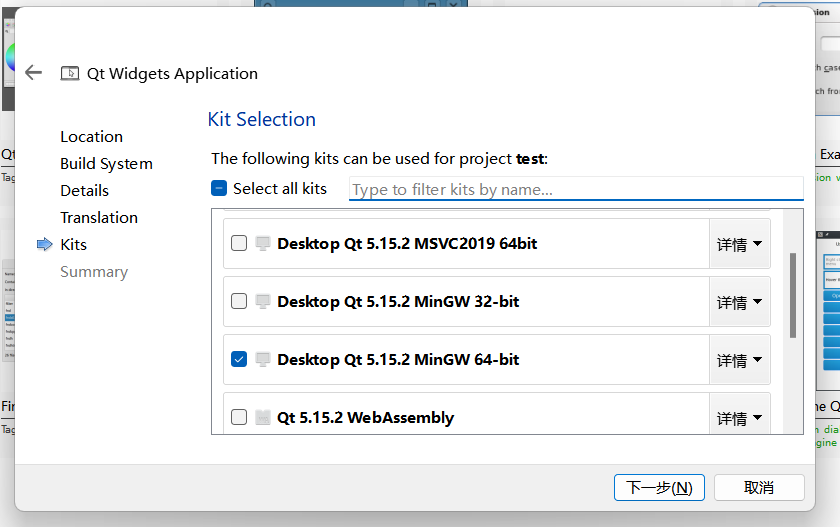 Qt Widgets Application
Location
Build System
Details
Translation
Kits
Summary
Kit Selection
The following kits can be used for project test:
Select all kits
Type to filter kits by name...
Desktop Qt 5.15.2 MSVC2019 64bit
详情
Desktop Qt 5.15.2 MinGW 32-bit
详情
Desktop Qt 5.15.2 MinGW 64-bit
详情
Qt 5.15.2 WebAssembly
详情
下一步(N)
取消